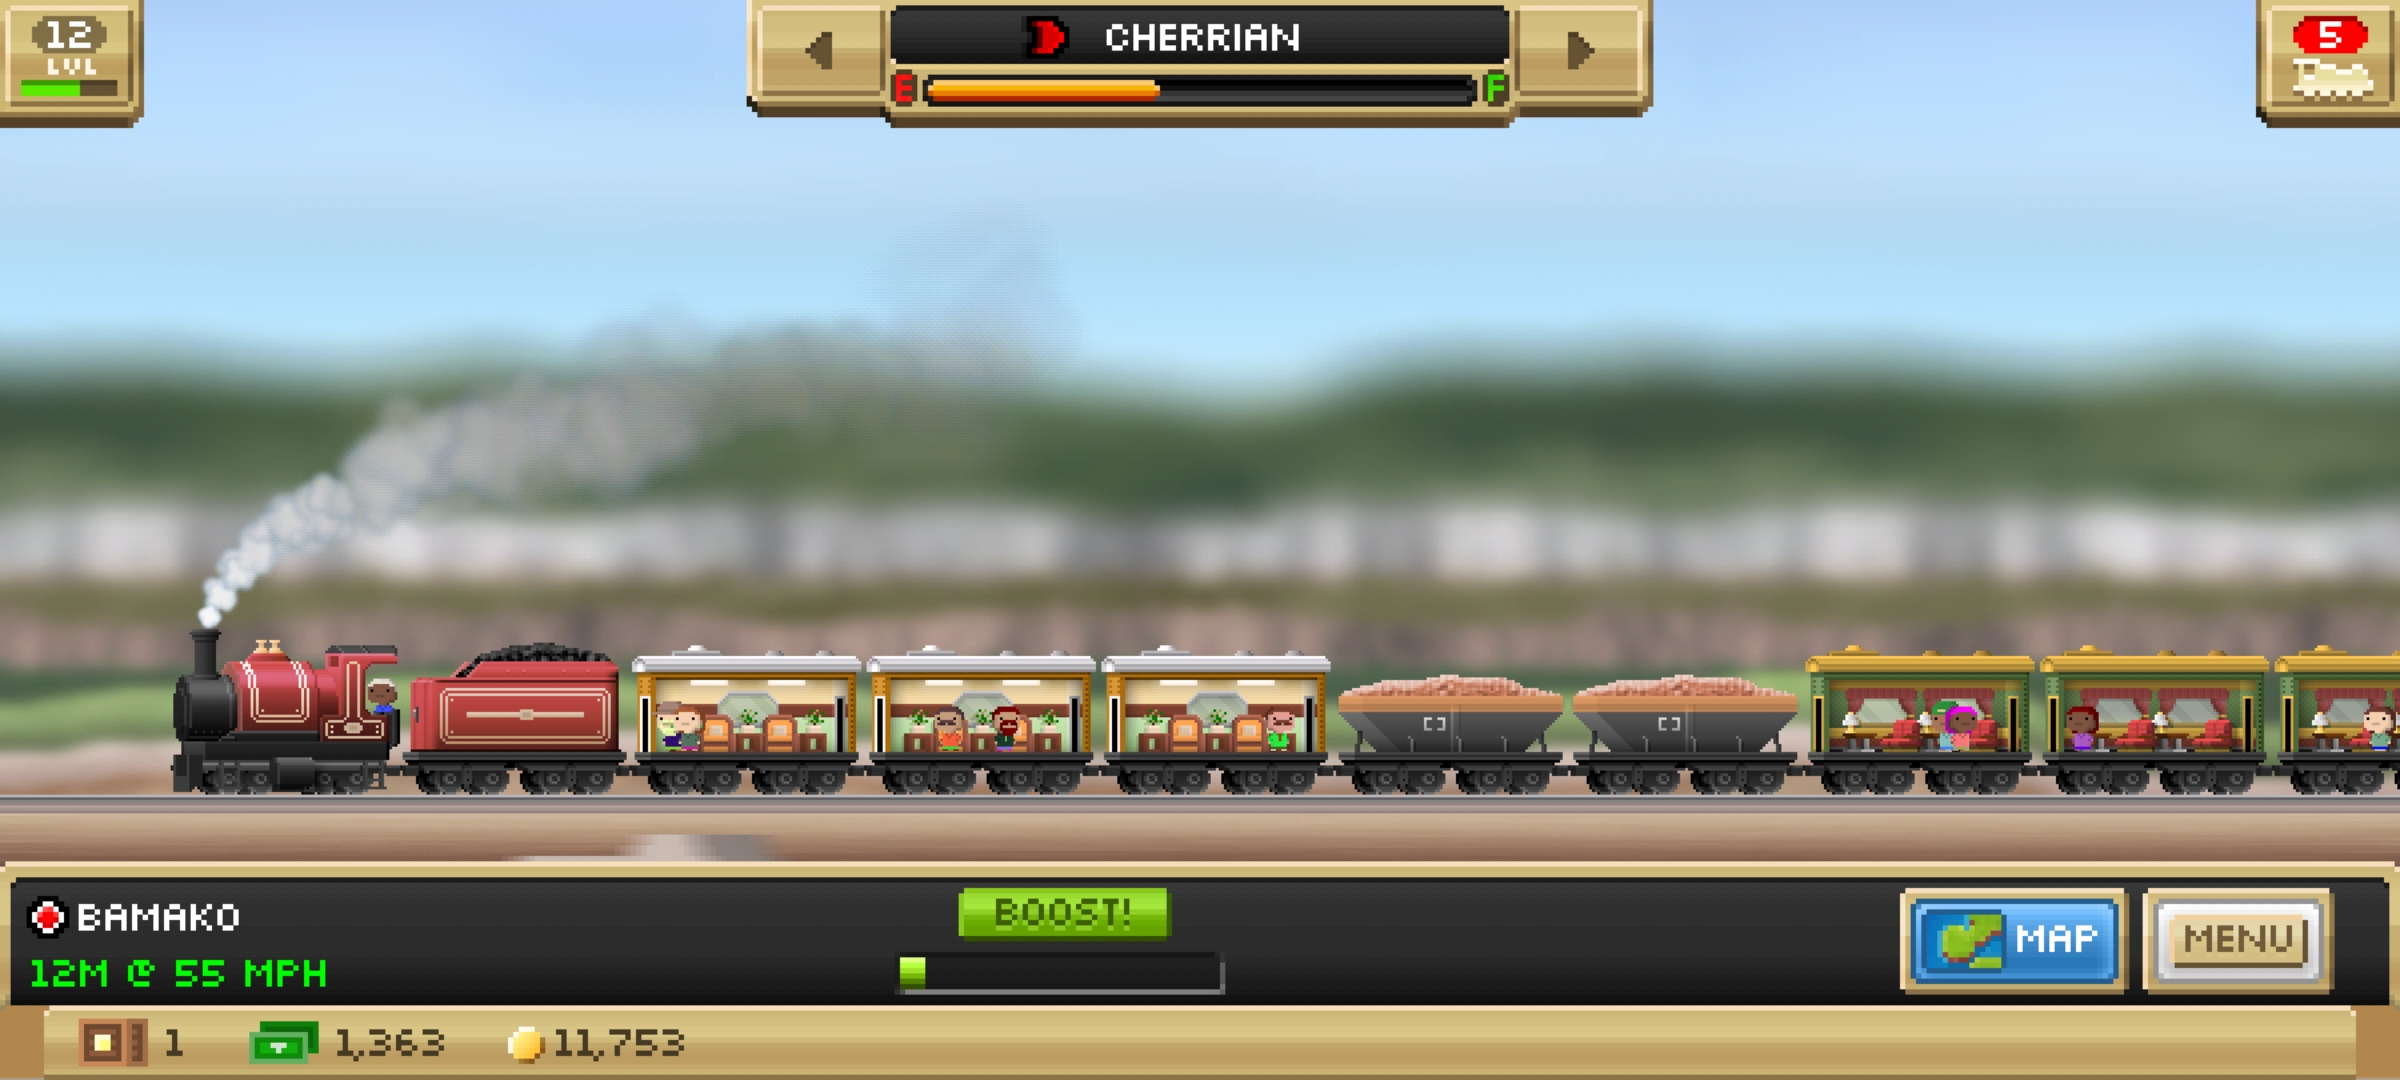 12
LVL
CHERRIAN
E F
5
BAMAKO
12M @ 55 MPH
BOOST!
MAP
MENU
1 1,363 11,753